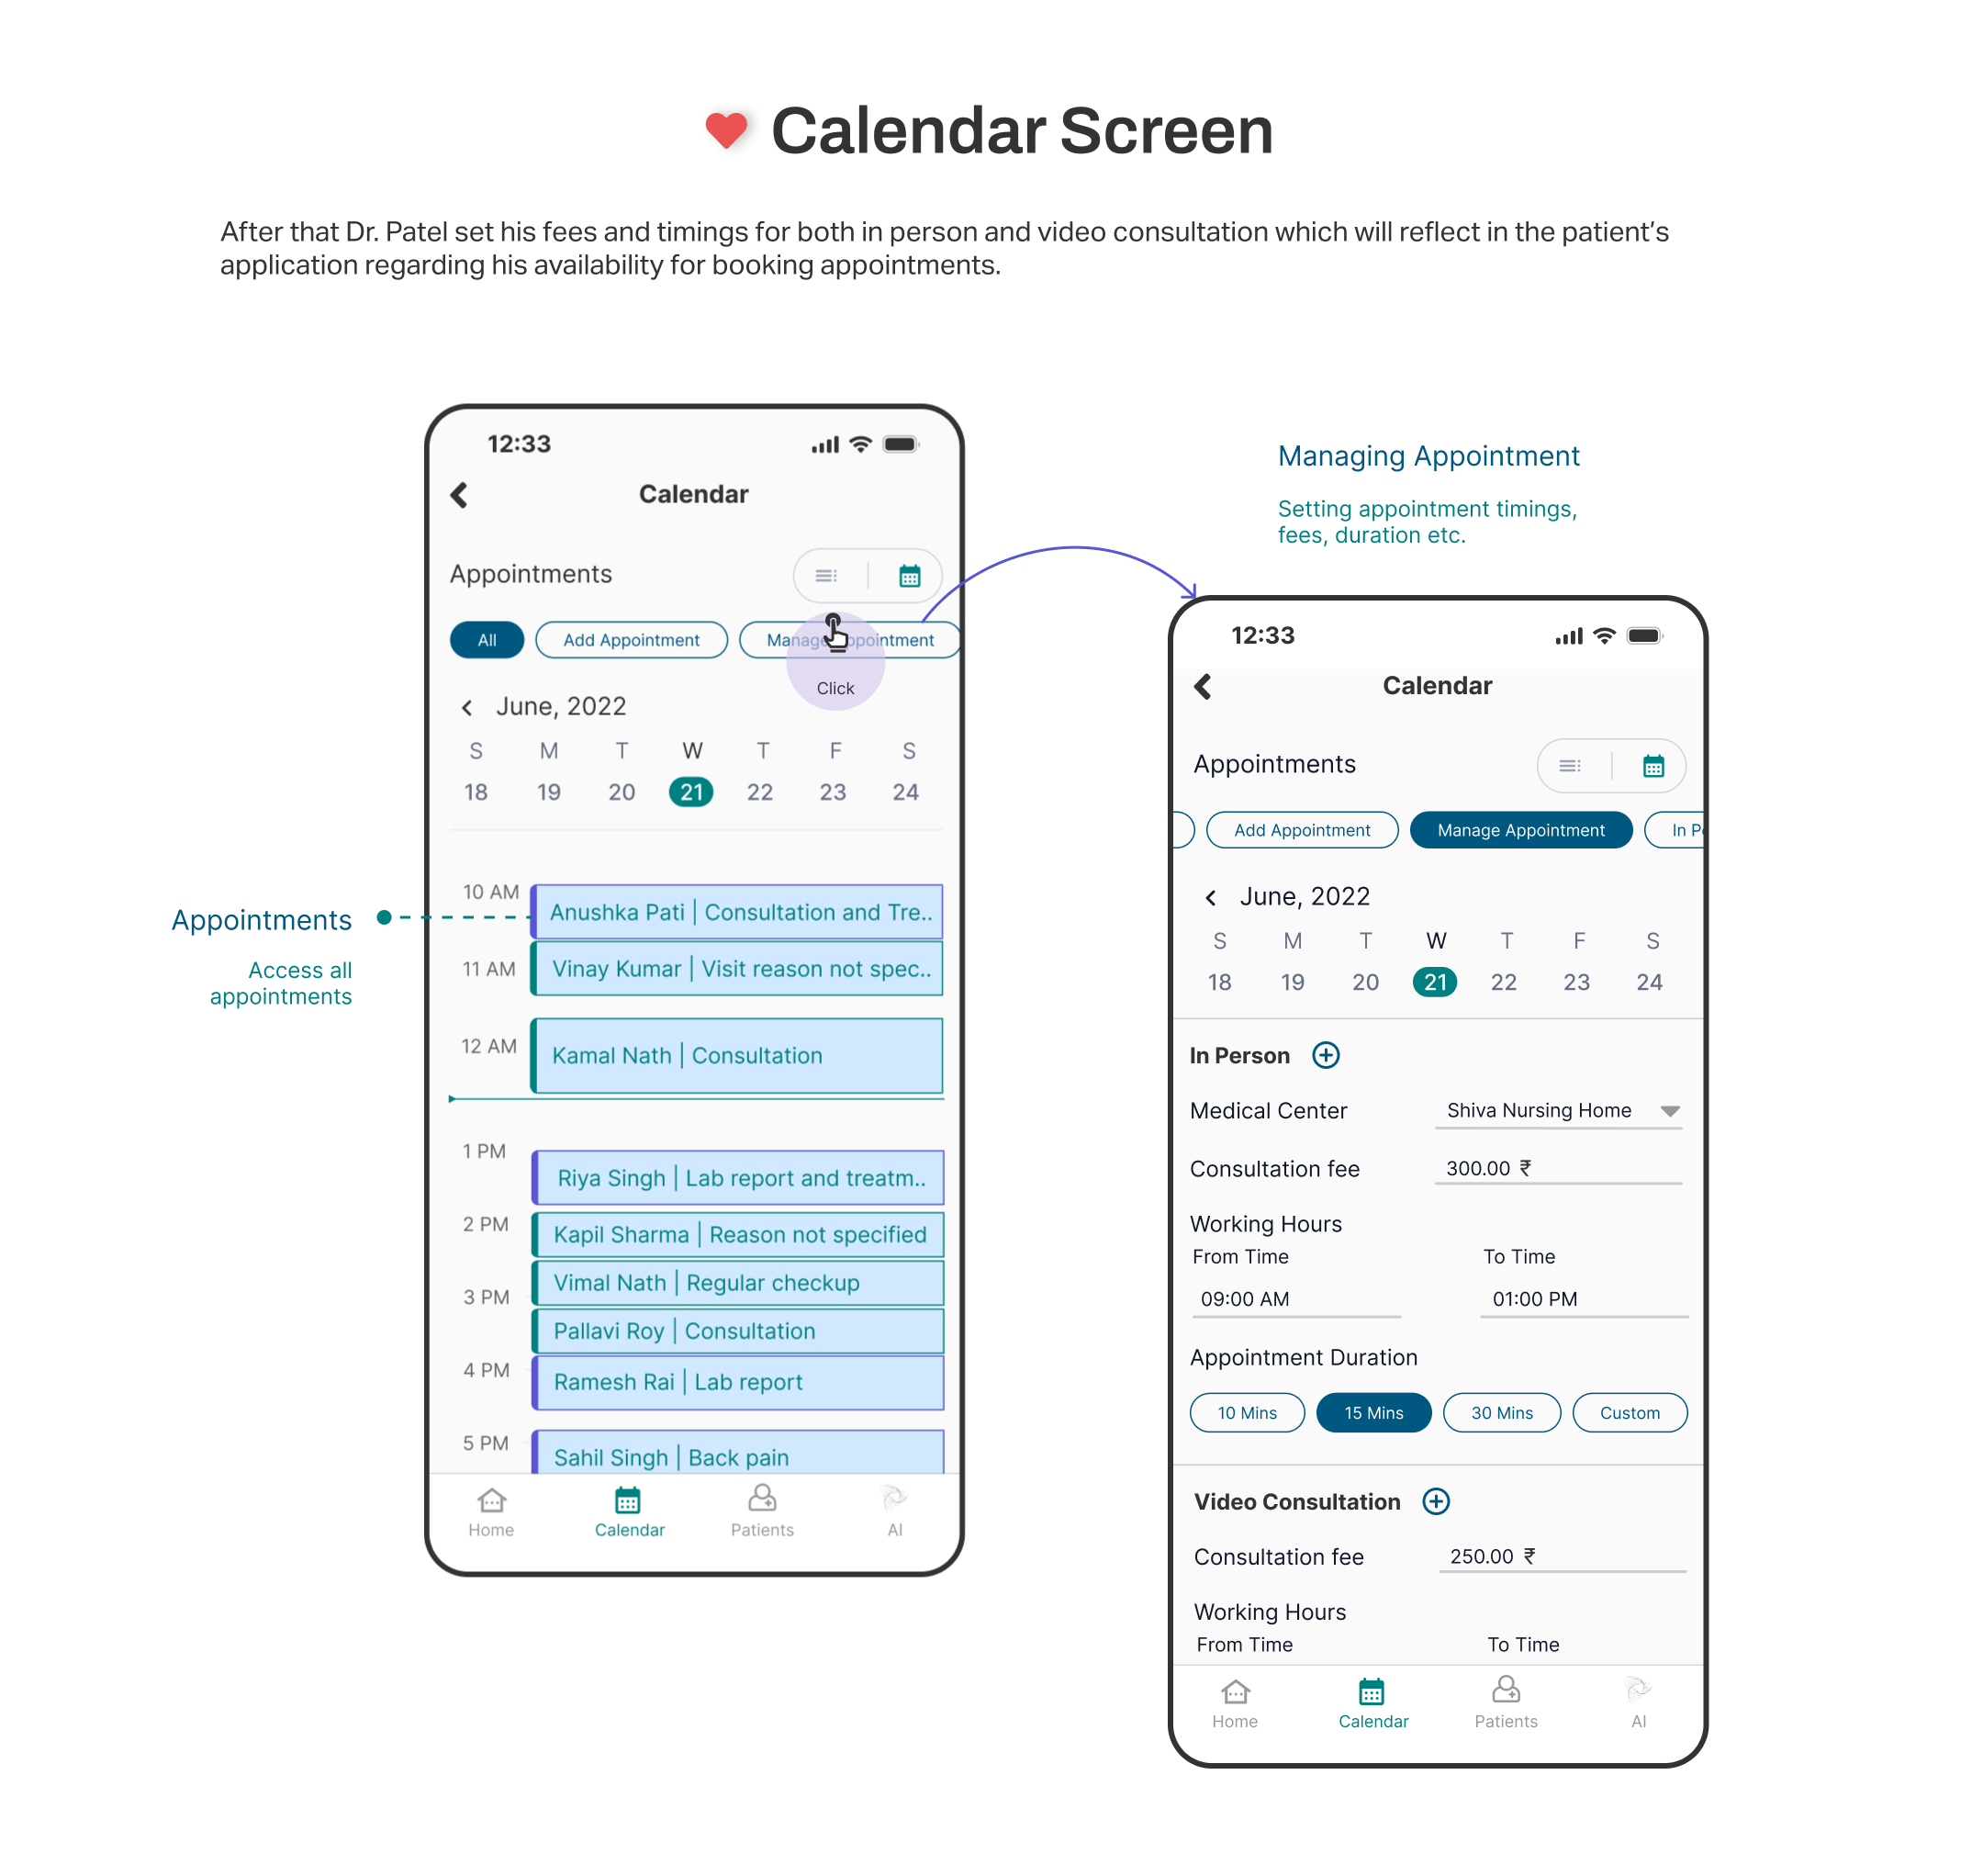 Calendar Screen
After that Dr. Patel set his fees and timings for both in person and video consultation which will reflect in the patient's
application regarding his availability for booking appointments.
12:33
Calendar
Appointments
All
Add Appointment
Manage Appointment
Click
June, 2022
S M T W T F S
18 19 20 21 22 23 24
10 AM
Anushka Pati | Consultation and Tre..
11 AM
Vinay Kumar | Visit reason not spec..
12 AM
Kamal Nath | Consultation
1 PM
Riya Singh | Lab report and treatm..
2 PM
Kapil Sharma | Reason not specified
Vimal Nath | Regular checkup
3 PM
Pallavi Roy | Consultation
4 PM
Ramesh Rai | Lab report
5 PM
Sahil Singh | Back pain
Home
Calendar
Patients
AI
Appointments
Access all
appointments
Managing Appointment
Setting appointment timings,
fees, duration etc.
12:33
Calendar
Appointments
Add Appointment
Manage Appointment
In P
June, 2022
S M T W T F S
18 19 20 21 22 23 24
In Person
Medical Center
Shiva Nursing Home
Consultation fee
300.00 ₹
Working Hours
From Time
To Time
09:00 AM
01:00 PM
Appointment Duration
10 Mins
15 Mins
30 Mins
Custom
Video Consultation
Consultation fee
250.00 ₹
Working Hours
From Time
To Time
Home
Calendar
Patients
AI